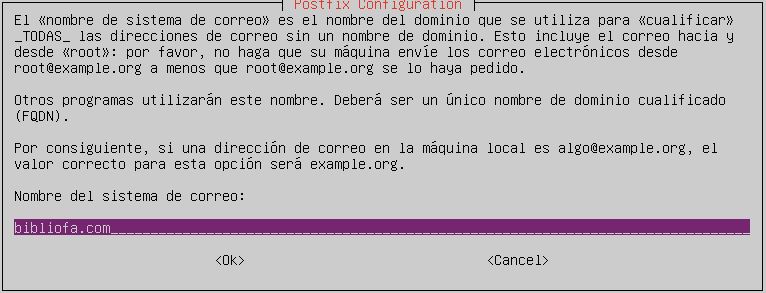 Postfix Configuration
El «nombre de sistema de correo» es el nombre del dominio que se utiliza para «cualificar»
_TODAS_ las direcciones de correo sin un nombre de dominio. Esto incluye el correo hacia y
desde «root»: por favor, no haga que su máquina envíe los correo electrónicos desde
root@example.org a menos que root@example.org se lo haya pedido.
Otros programas utilizarán este nombre. Deberá ser un único nombre de dominio cualificado
(FQDN).
Por consiguiente, si una dirección de correo en la máquina local es algo@example.org, el
valor correcto para esta opción será example.org.
Nombre del sistema de correo:
bibliofa.com
<Ok> <Cancel>